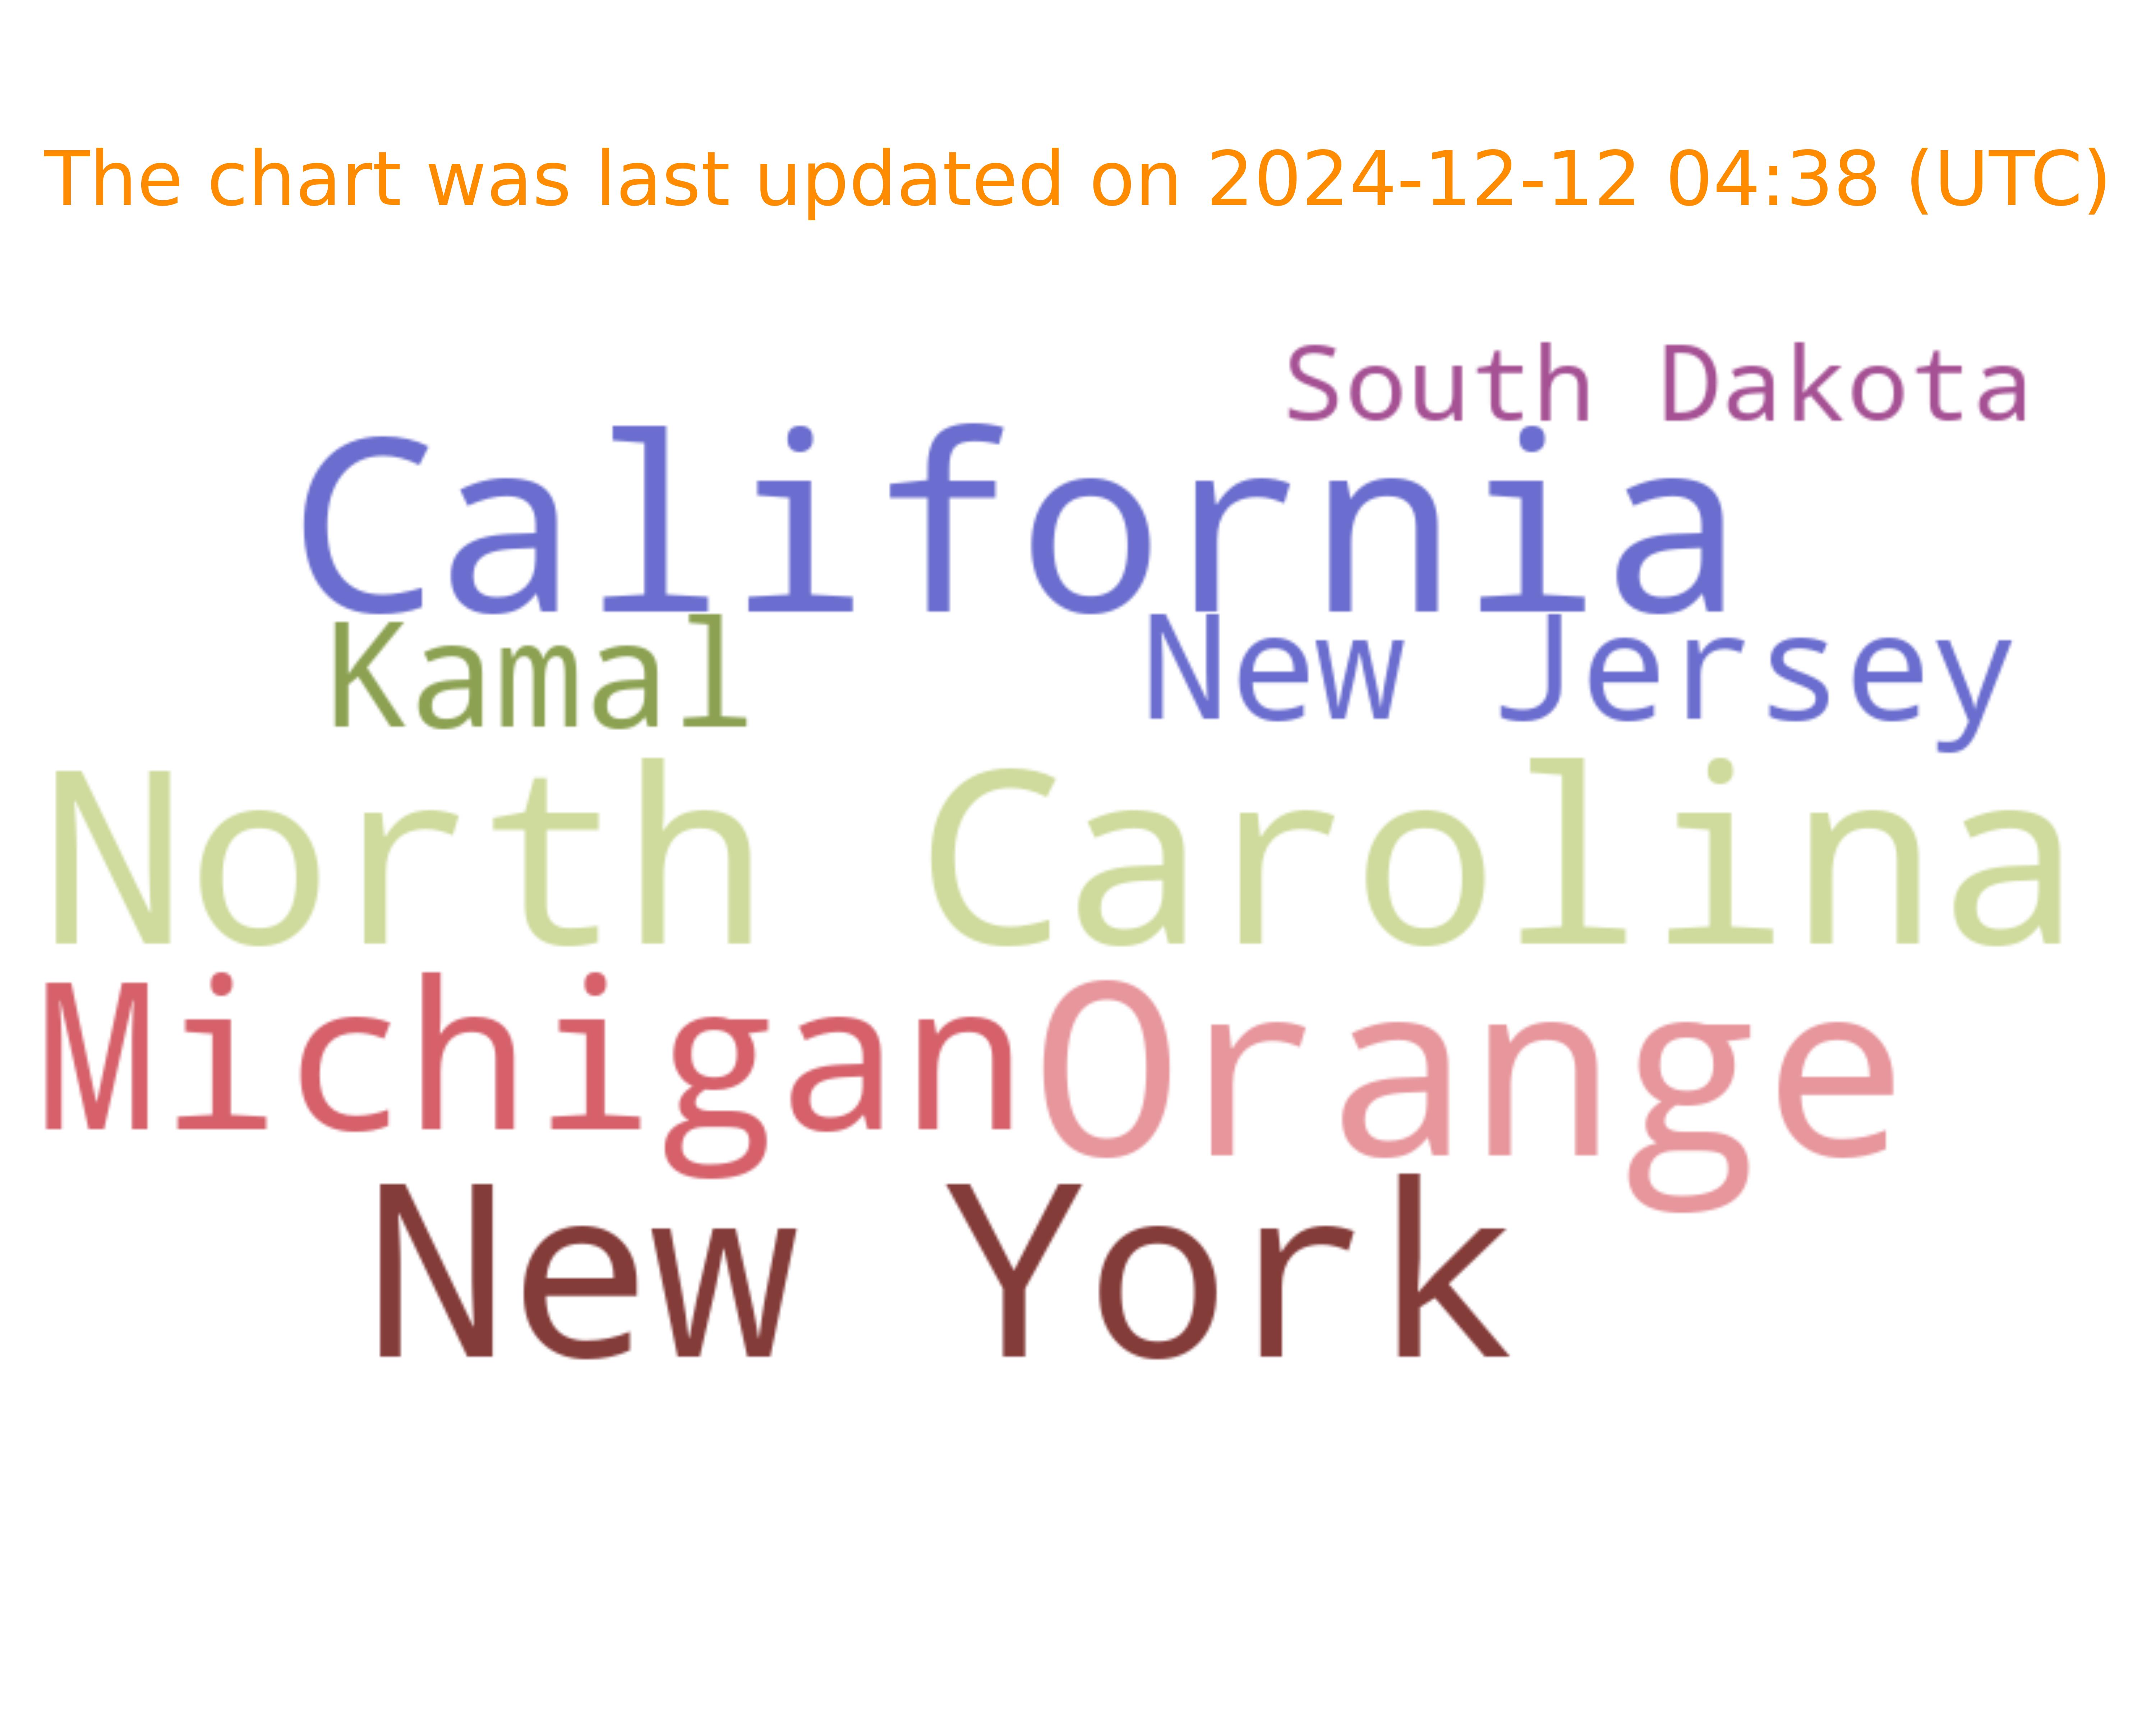 The chart was last updated on 2024-12-12 04:38 (UTC)
South Dakota
California
Kamal New Jersey
North Carolina
Michigan Orange
New York